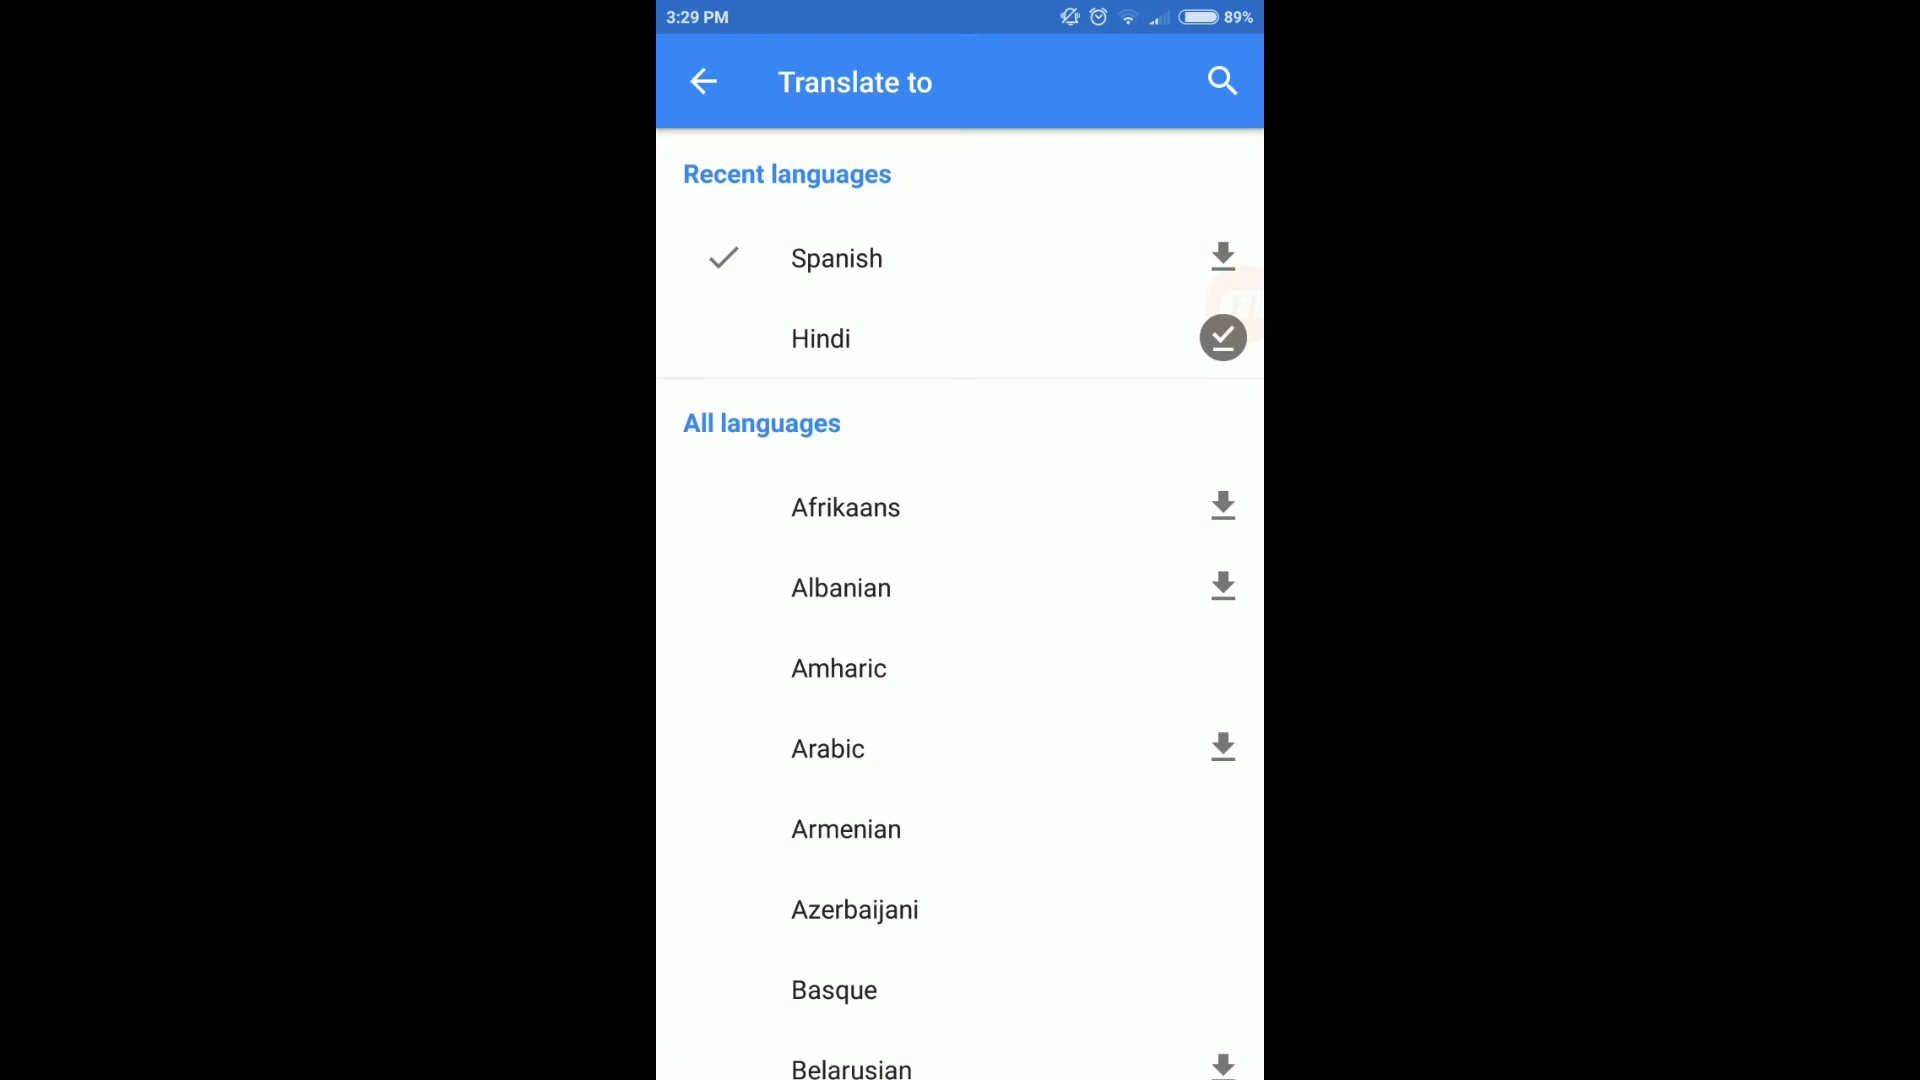 3:29 PM
89%
Translate to
Recent languages
Spanish
Hindi
All languages
Afrikaans
Albanian
Amharic
Arabic
Armenian
Azerbaijani
Basque
Belarusian